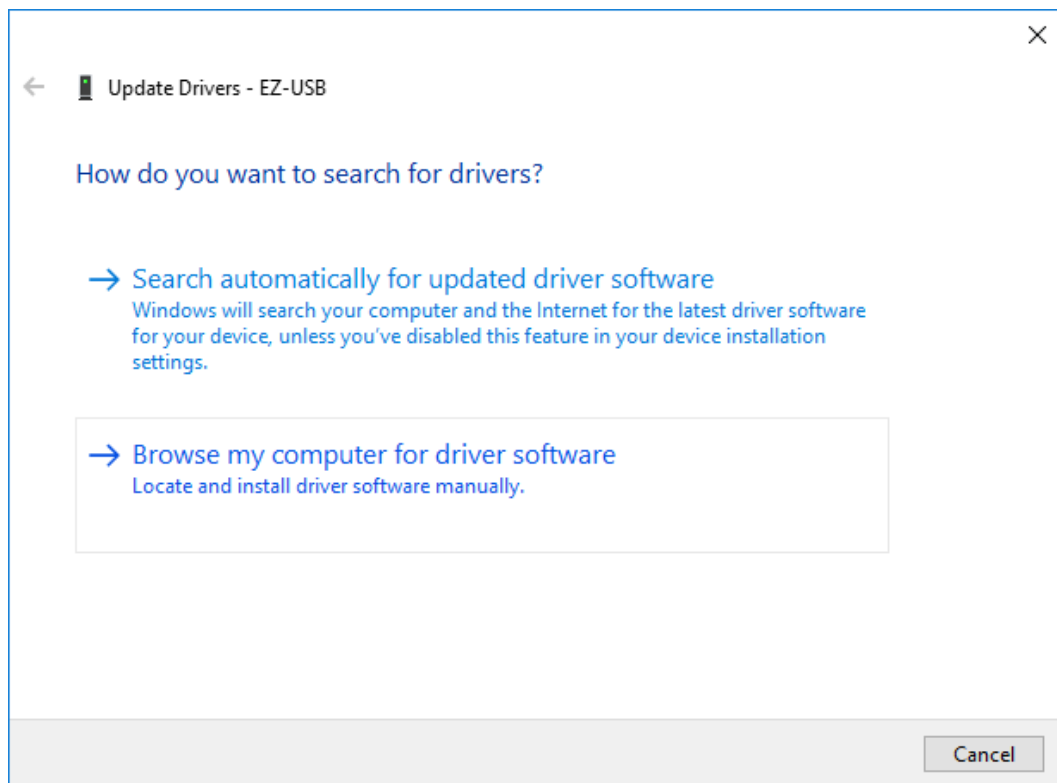 Update Drivers - EZ-USB
How do you want to search for drivers?
Search automatically for updated driver software
Windows will search your computer and the Internet for the latest driver software
for your device, unless you've disabled this feature in your device installation
settings.
Browse my computer for driver software
Locate and install driver software manually.
Cancel